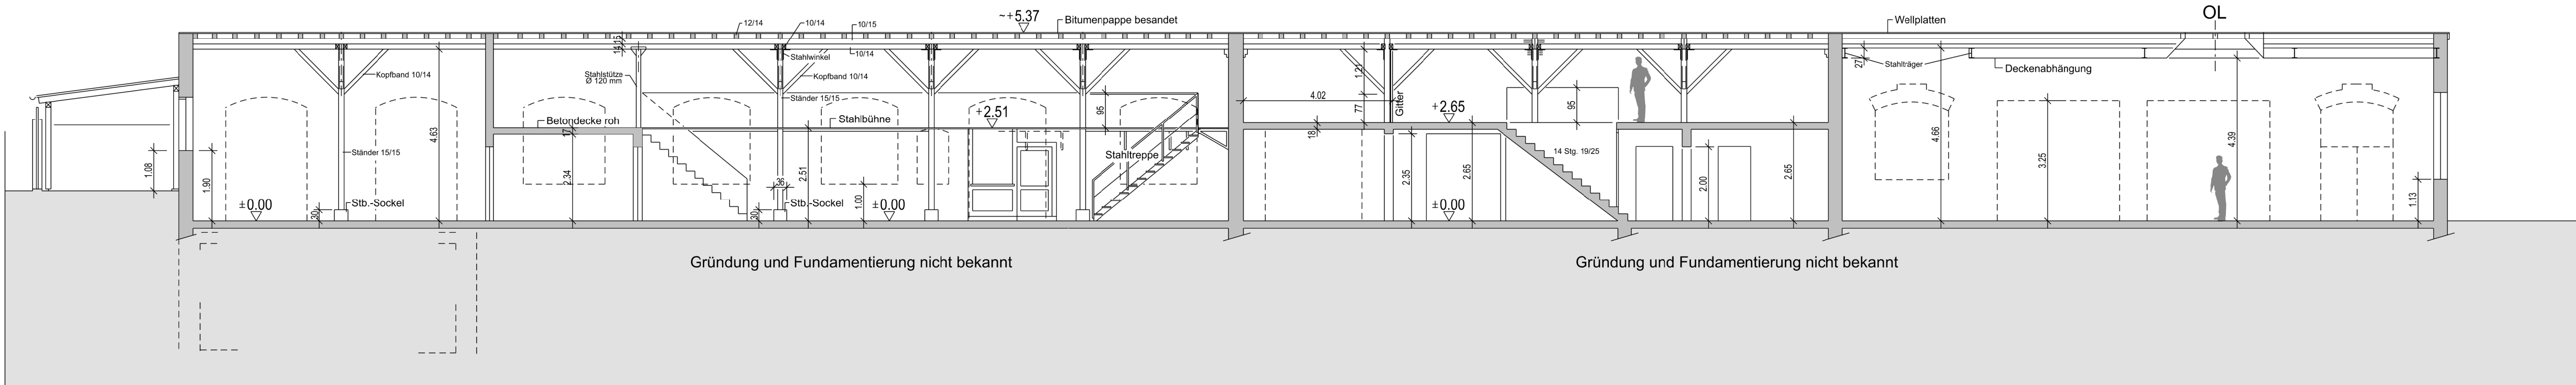 12/14
10/14
10/15
~+5.37
Bitumenpappe besandet
Wellplatten
OL
14
15
10/14
Stahlwinkel
Kopfband 10/14
Stahlstütze
Ø 120 mm
Kopfband 10/14
1.21
27
Stahlträger
Deckenabhängung
Ständer 15/15
95
4.02
77
Gitter
95
+2.51
+2.65
Betondecke roh
17
Stahlbühne
18
4.63
4.66
4.39
Ständer 15/15
Stahltreppe
14 Stg. 19/25
3.25
1.08
1.90
2.34
2.51
36
1.00
2.35
2.65
2.00
2.65
1.13
±0.00
30
Stb.-Sockel
30
Stb.-Sockel
±0.00
±0.00
Gründung und Fundamentierung nicht bekannt
Gründung und Fundamentierung nicht bekannt